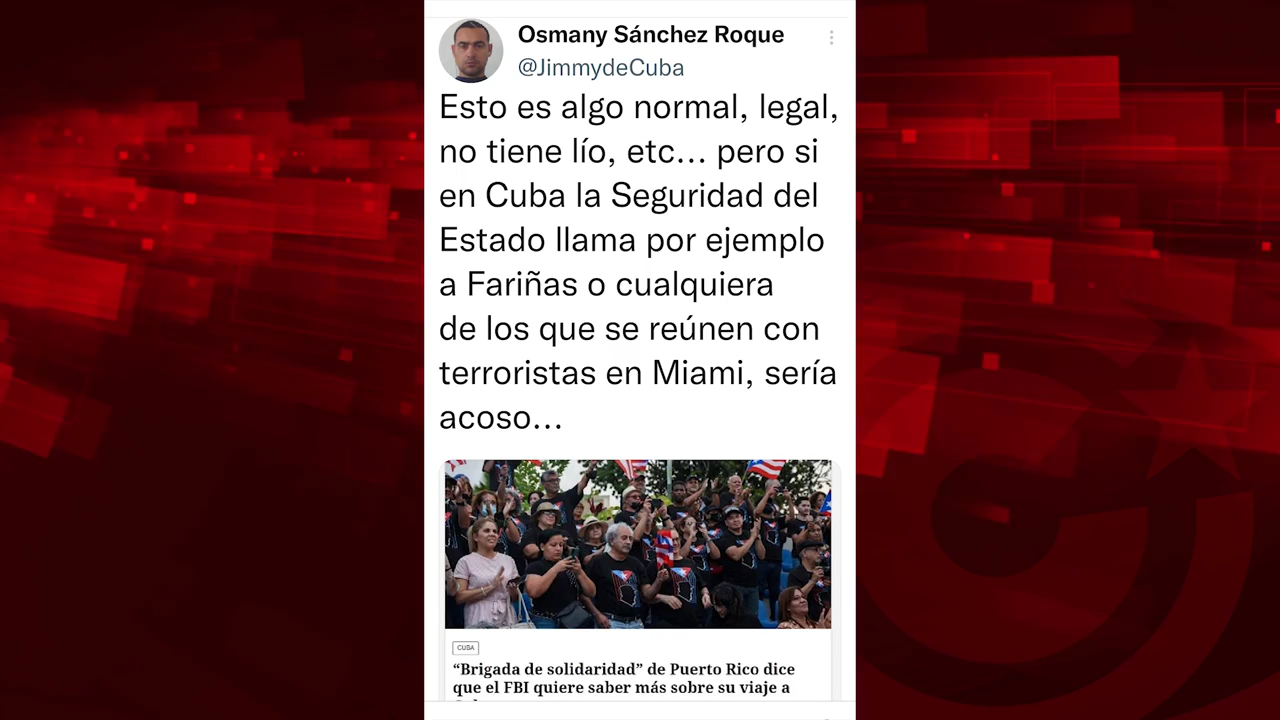 Osmany Sánchez Roque
@JimmydeCuba
Esto es algo normal, legal,
no tiene lío, etc... pero si
en Cuba la Seguridad del
Estado llama por ejemplo
a Fariñas o cualquiera
de los que se reúnen con
terroristas en Miami, sería
acoso...
CUBA
“Brigada de solidaridad” de Puerto Rico dice
que el FBI quiere saber más sobre su viaje a